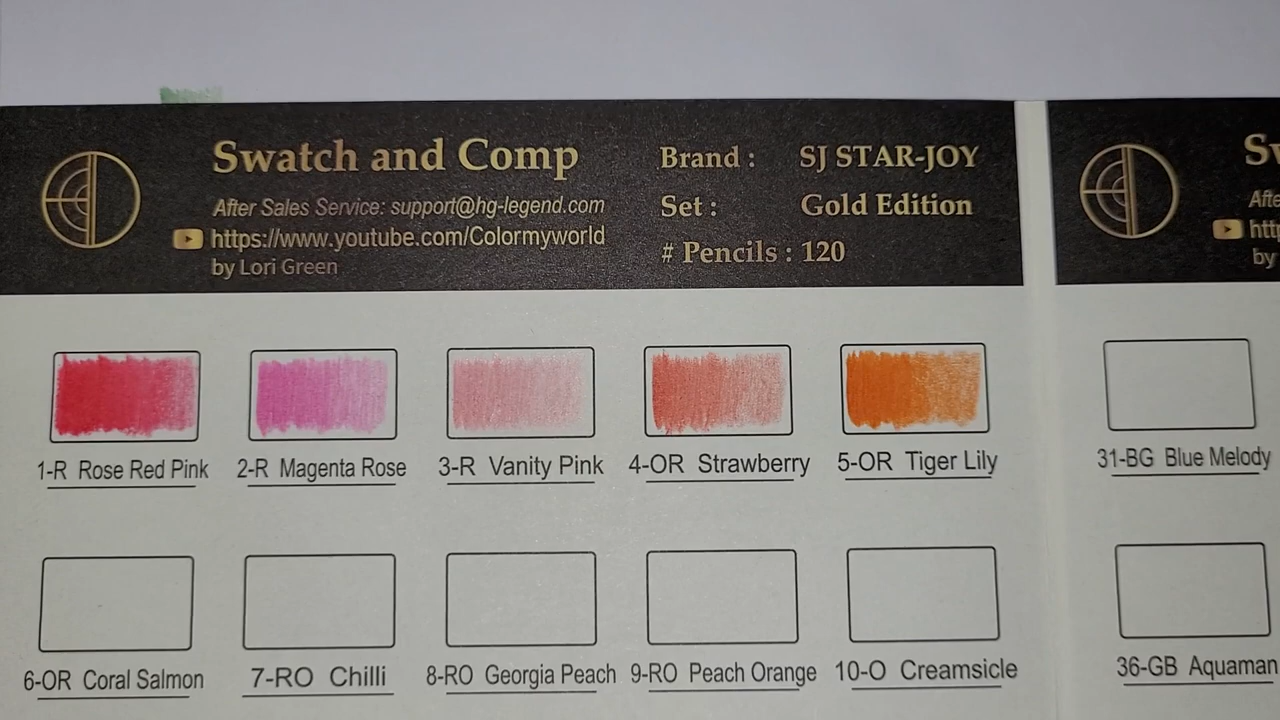 Swatch and Comp
After Sales Service: support@hg-legend.com
https://www.youtube.com/Colormyworld
by Lori Green
Brand : SJ STAR-JOY
Set : Gold Edition
# Pencils : 120
1-R Rose Red Pink
2-R Magenta Rose
3-R Vanity Pink
4-OR Strawberry
5-OR Tiger Lily
6-OR Coral Salmon
7-RO Chilli
8-RO Georgia Peach
9-RO Peach Orange
10-O Creamsicle
by
31-BG Blue Melody
36-GB Aquaman